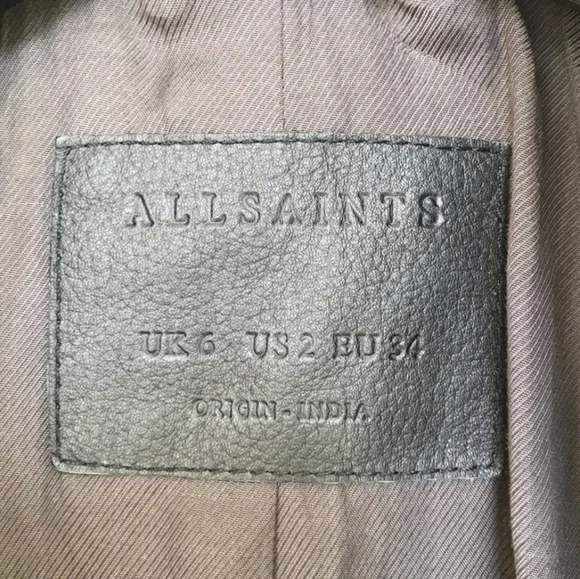 ALLSAINTS
UK 6 US 2 EU 34
ORIGIN - INDIA